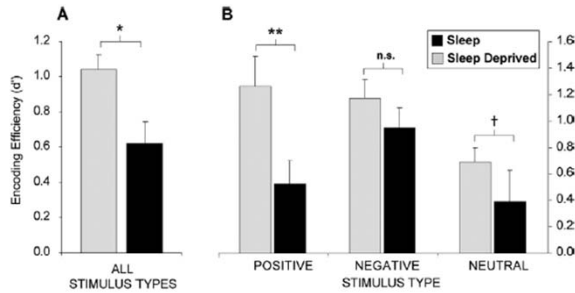 A
B
Encoding Efficiency (d')
1.2
1.0
0.8
0.6
0.4
0.2
0.0
*
**
n.s.
†
Sleep
Sleep Deprived
1.6
1.4
1.2
1.0
0.8
0.6
0.4
0.2
0.0
ALL
STIMULUS TYPES
POSITIVE
NEGATIVE
NEUTRAL
STIMULUS TYPE